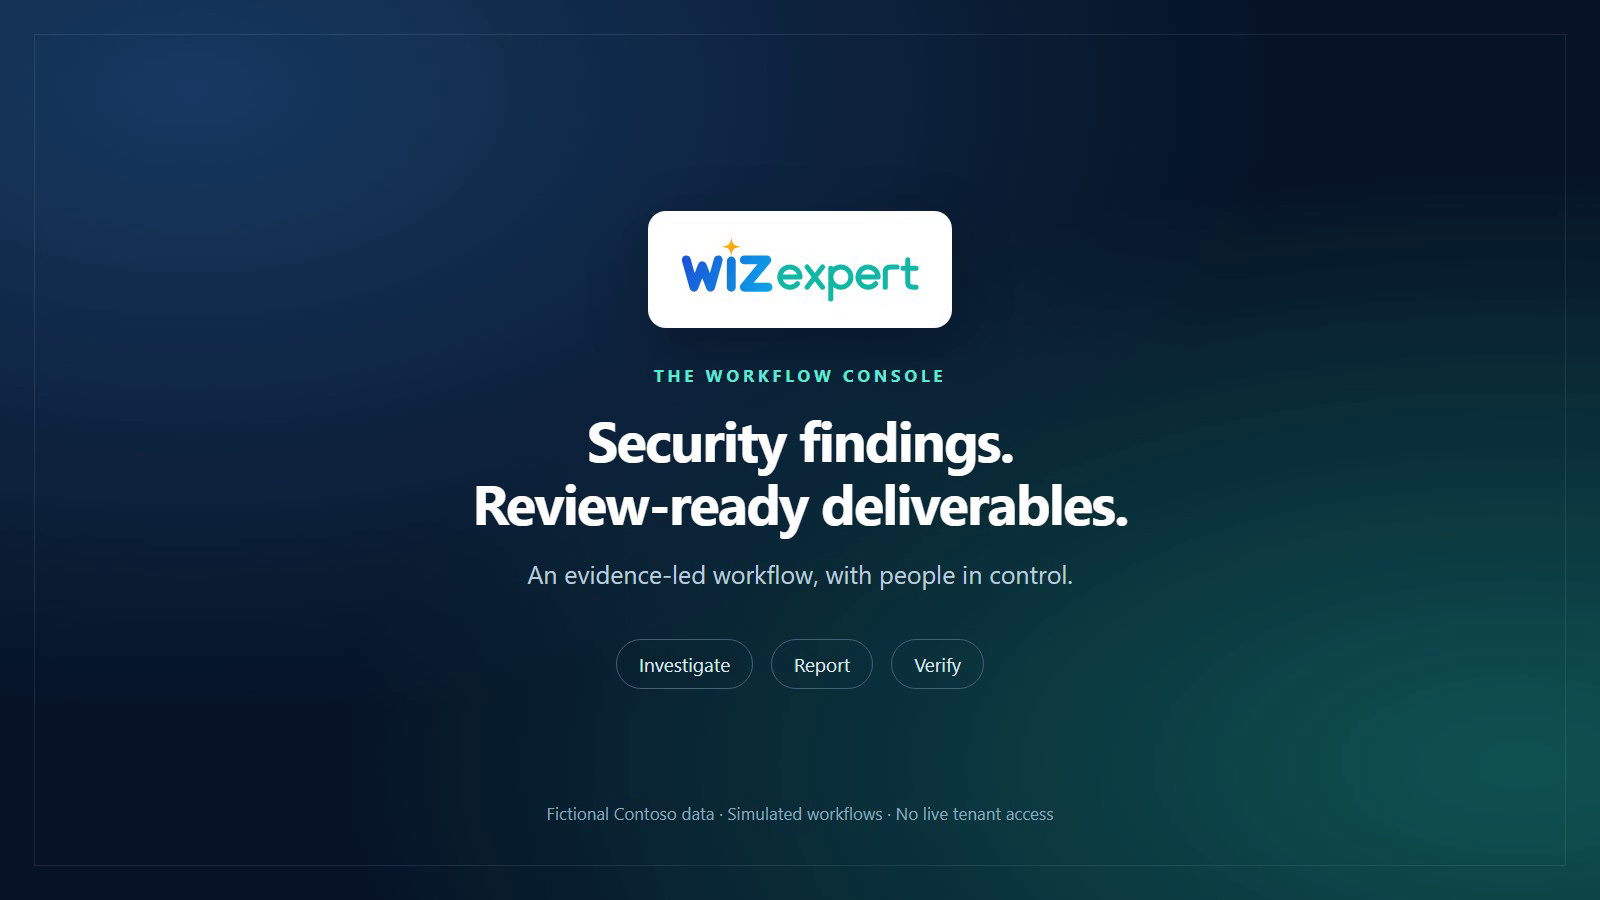 wizexpert
THE WORKFLOW CONSOLE
Security findings.
Review-ready deliverables.
An evidence-led workflow, with people in control.
Investigate
Report
Verify
Fictional Contoso data · Simulated workflows · No live tenant access